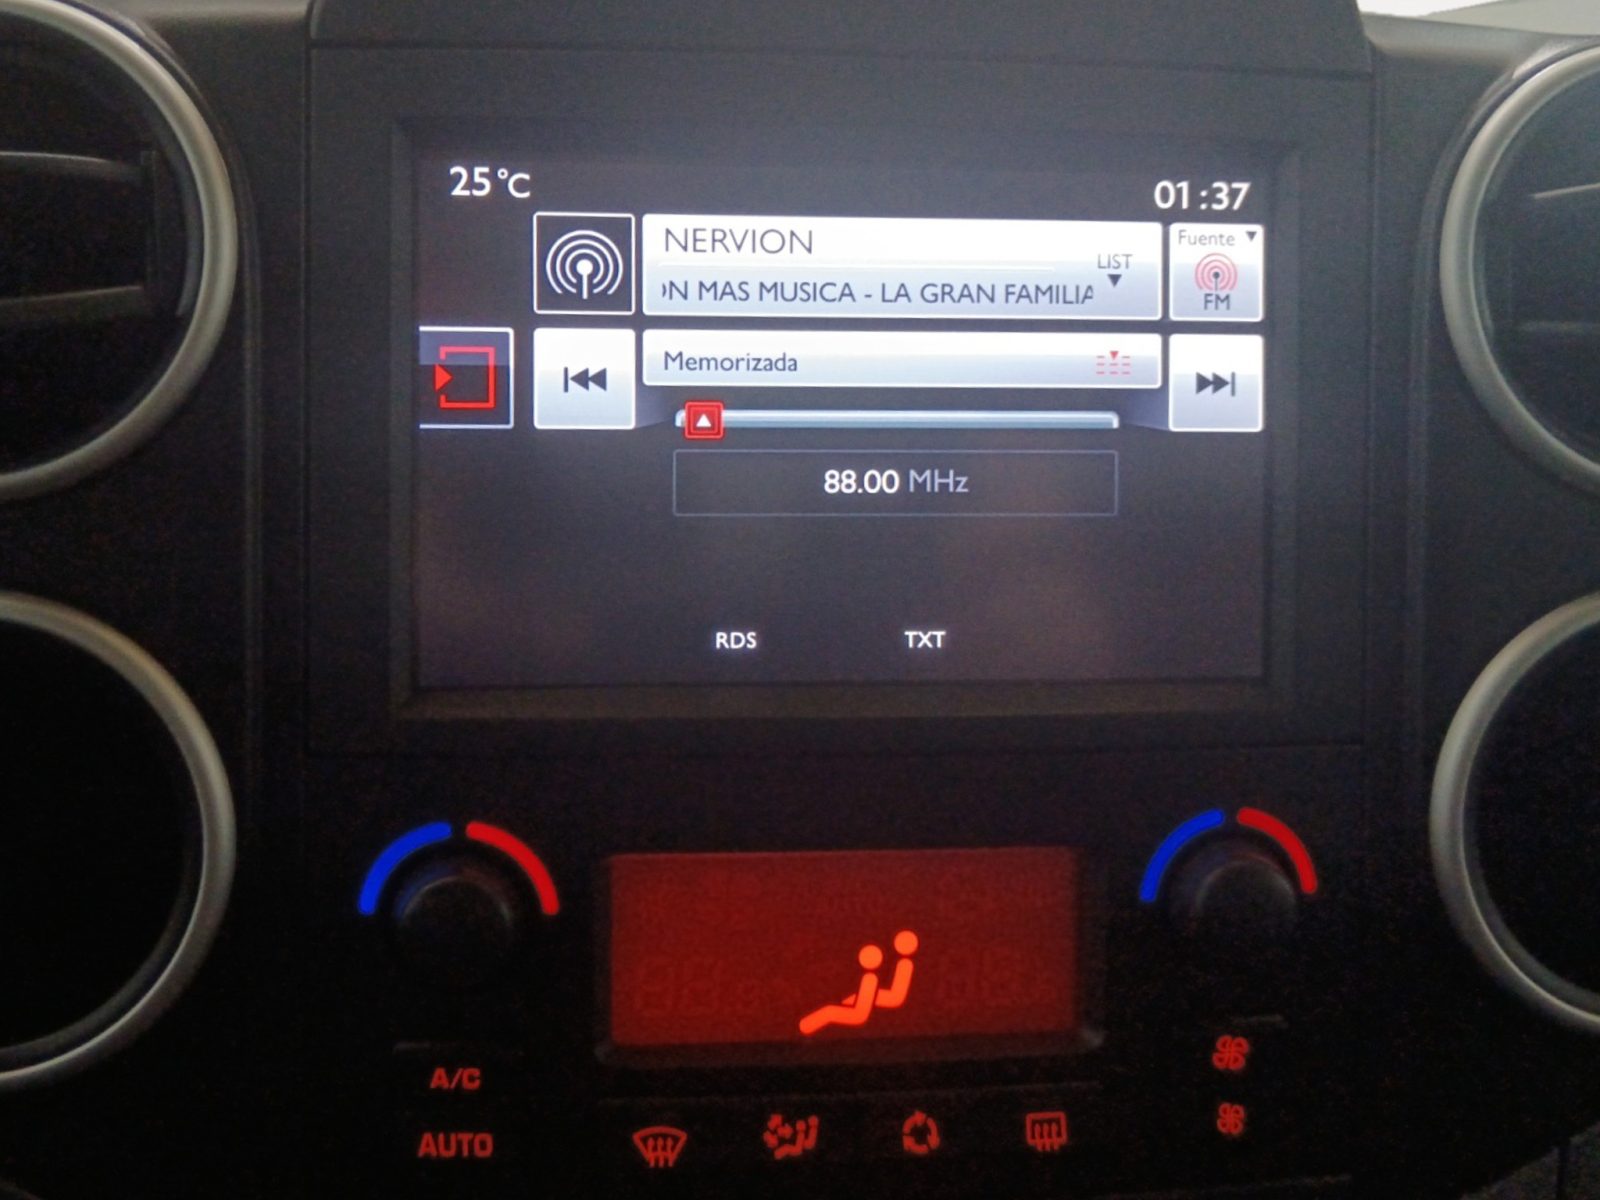 25°C
01:37
NERVION
LIST
Fuente
N MAS MUSICA - LA GRAN FAMILIA
FM
Memorizada
88.00 MHz
RDS
TXT
A/C
AUTO